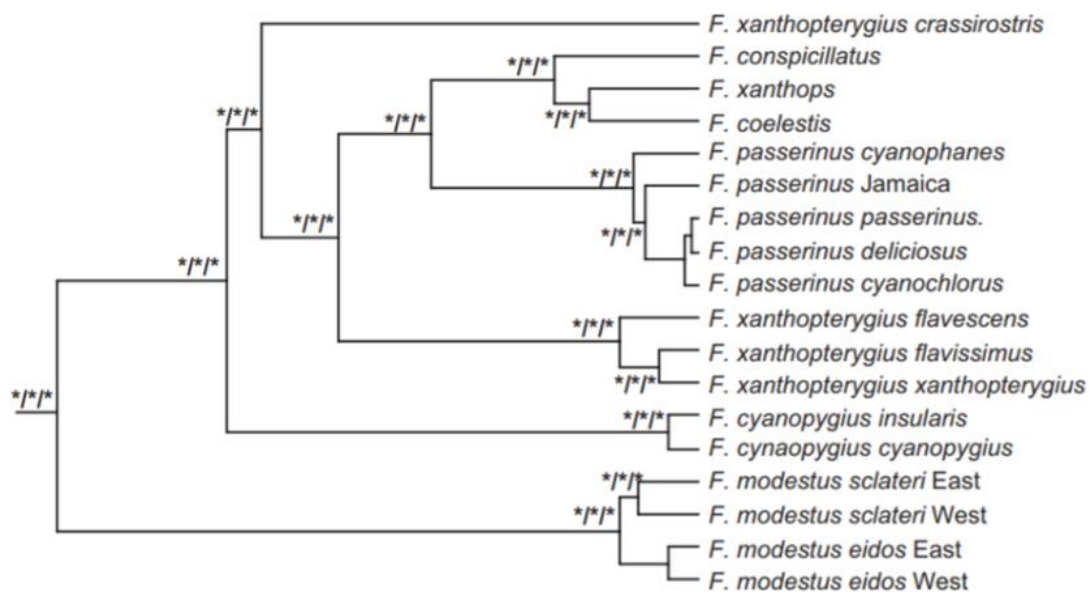 F. xanthopterygius crassirostris
*/*/* F. conspicillatus
F. xanthops
*/*/* */*/* */*/* F. coelestis
F. passerinus cyanophanes
*/*/* F. passerinus Jamaica
*/*/* */*/* F. passerinus passerinus.
F. passerinus deliciosus
*/*/* F. passerinus cyanochlorus
*/*/* F. xanthopterygius flavescens
F. xanthopterygius flavissimus
*/*/* */*/* F. xanthopterygius xanthopterygius
*/*/* F. cyanopygius insularis
F. cynaopygius cyanopygius
*/*/* F. modestus sclateri East
*/*/* F. modestus sclateri West
F. modestus eidos East
F. modestus eidos West